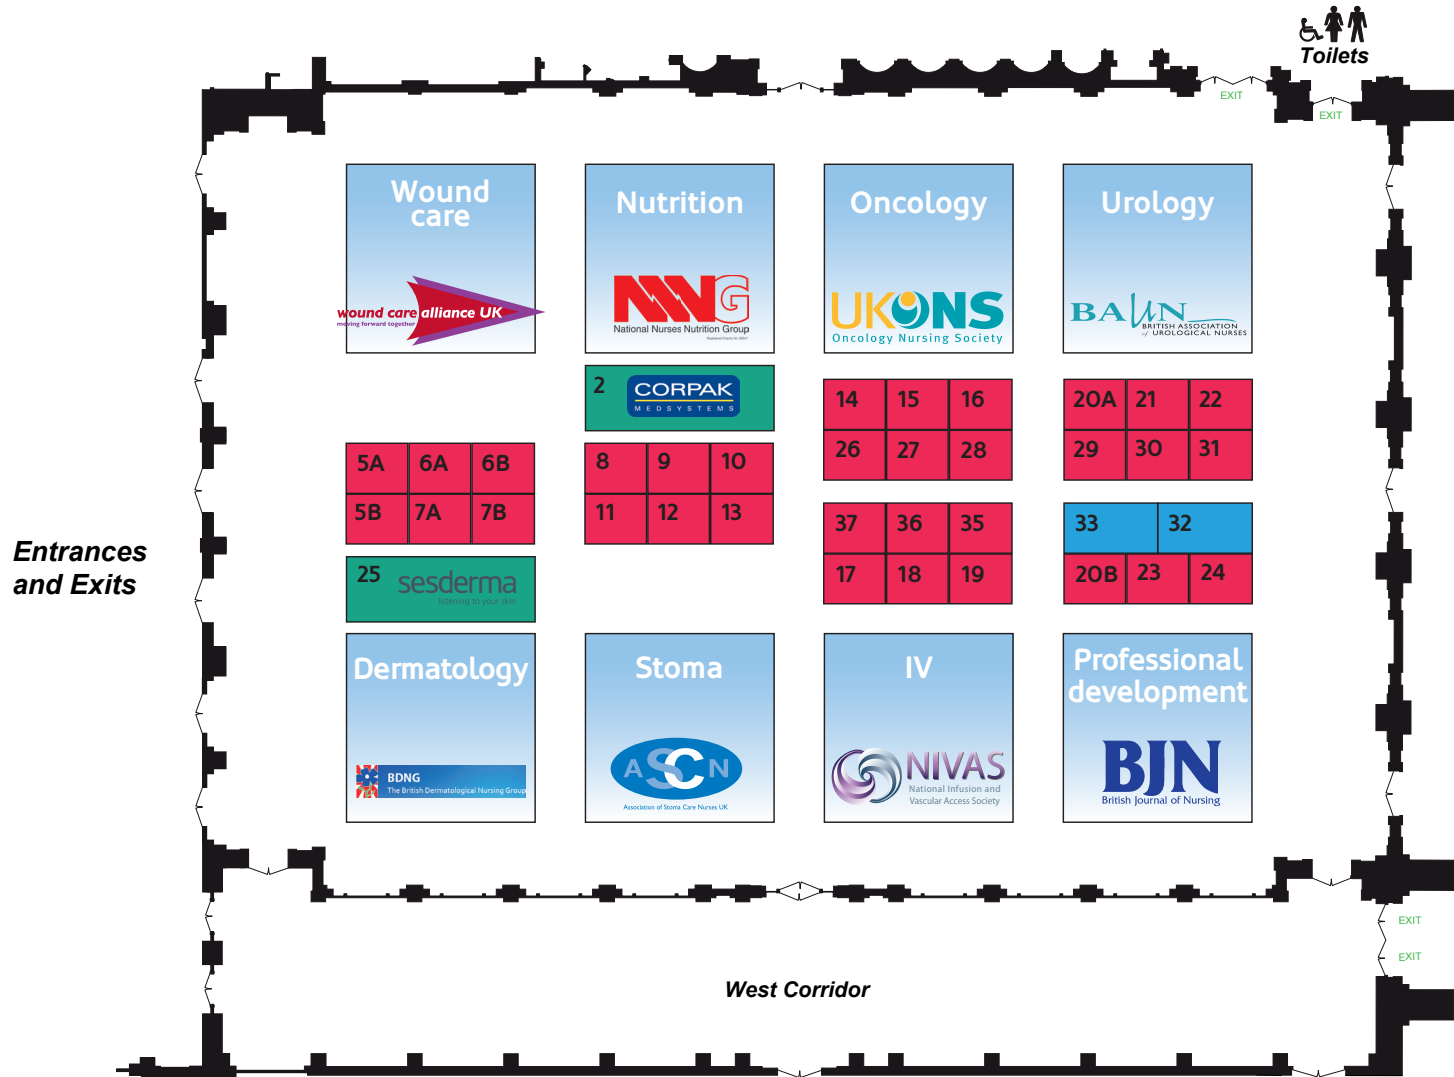 Toilets
EXIT
EXIT
Wound
care
wound care alliance UK
moving forward together
Nutrition
NNNG
National Nurses Nutrition Group
Oncology
UKONS
Oncology Nursing Society
Urology
BAUN
BRITISH ASSOCIATION
of UROLOGICAL NURSES
2
CORPAK
MEDSYSTEMS
14 15 16
26 27 28
20A 21 22
29 30 31
5A 6A 6B
5B 7A 7B
8 9 10
11 12 13
37 36 35
17 18 19
33 32
20B 23 24
Entrances
and Exits
25
sesderma
listening to your skin
Dermatology
BDNG
The British Dermatological Nursing Group
Stoma
ASCN
Association of Stoma Care Nurses UK
IV
NIVAS
National Infusion and
Vascular Access Society
Professional
development
BJN
British Journal of Nursing
EXIT
EXIT
West Corridor